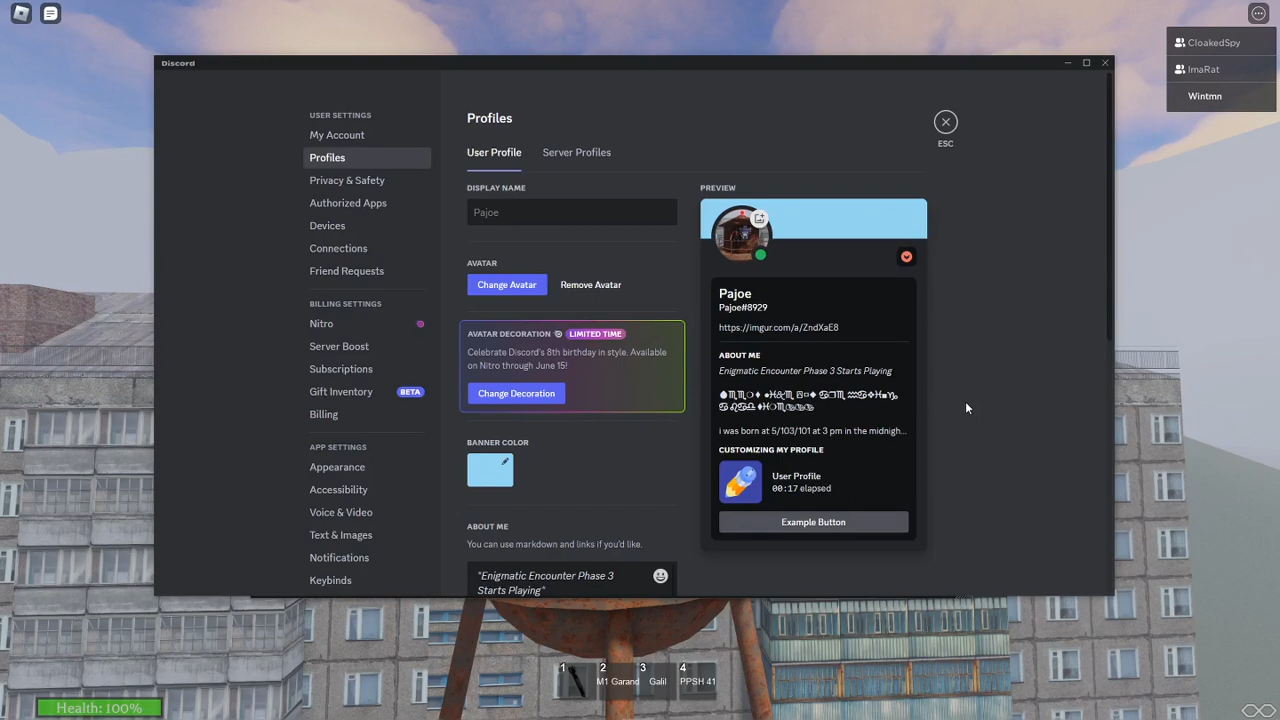 CloakedSpy
ImaRat
Wintmn
Discord
USER SETTINGS
My Account
Profiles
Privacy & Safety
Authorized Apps
Devices
Connections
Friend Requests
BILLING SETTINGS
Nitro
Server Boost
Subscriptions
Gift Inventory BETA
Billing
APP SETTINGS
Appearance
Accessibility
Voice & Video
Text & Images
Notifications
Keybinds
Profiles
User Profile Server Profiles
DISPLAY NAME
Pajoe
AVATAR
Change Avatar Remove Avatar
AVATAR DECORATION LIMITED TIME
Celebrate Discord's 8th birthday in style. Available
on Nitro through June 15!
Change Decoration
BANNER COLOR
ABOUT ME
You can use markdown and links if you'd like.
*Enigmatic Encounter Phase 3
Starts Playing*
PREVIEW
Pajoe
Pajoe#8929
https://imgur.com/a/ZndXaE8
ABOUT ME
Enigmatic Encounter Phase 3 Starts Playing
i was born at 5/103/101 at 3 pm in the midnigh...
CUSTOMIZING MY PROFILE
User Profile
00:17 elapsed
Example Button
ESC
1 2 3 4
M1 Garand Galil PPSH 41
Health: 100%